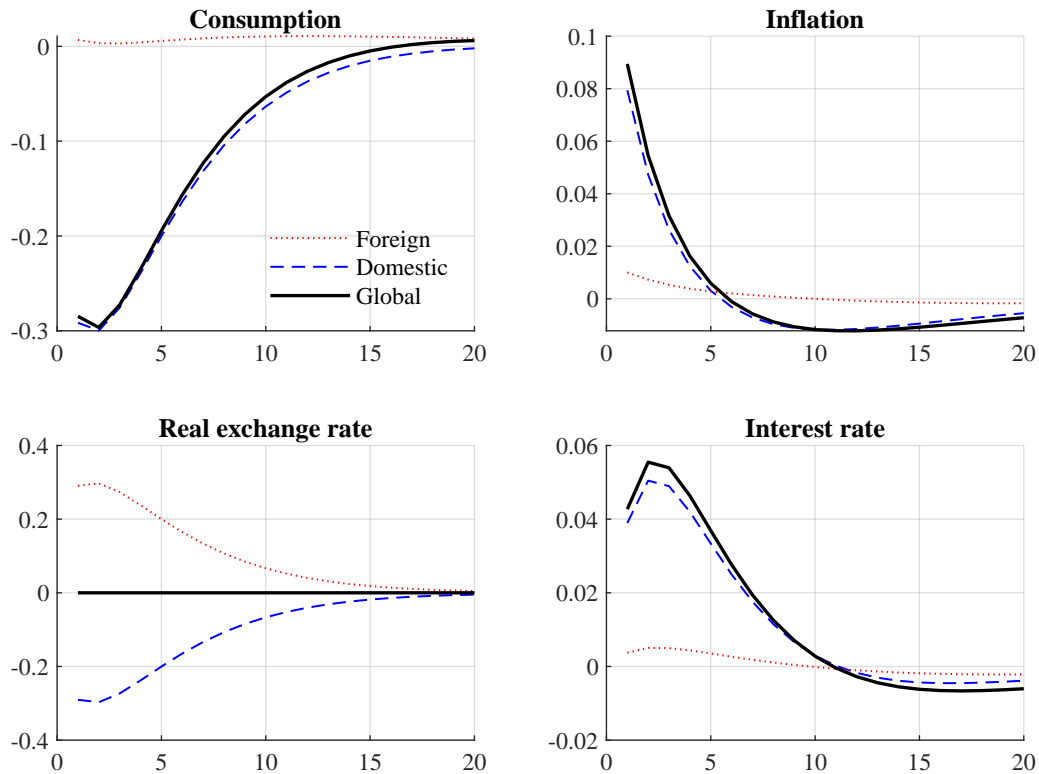 Consumption
0
-0.1
-0.2
-0.3
0 5 10 15 20
Foreign
Domestic
Global
Inflation
0.1
0.08
0.06
0.04
0.02
0
0 5 10 15 20
Real exchange rate
0.4
0.2
0
-0.2
-0.4
0 5 10 15 20
Interest rate
0.06
0.04
0.02
0
-0.02
0 5 10 15 20